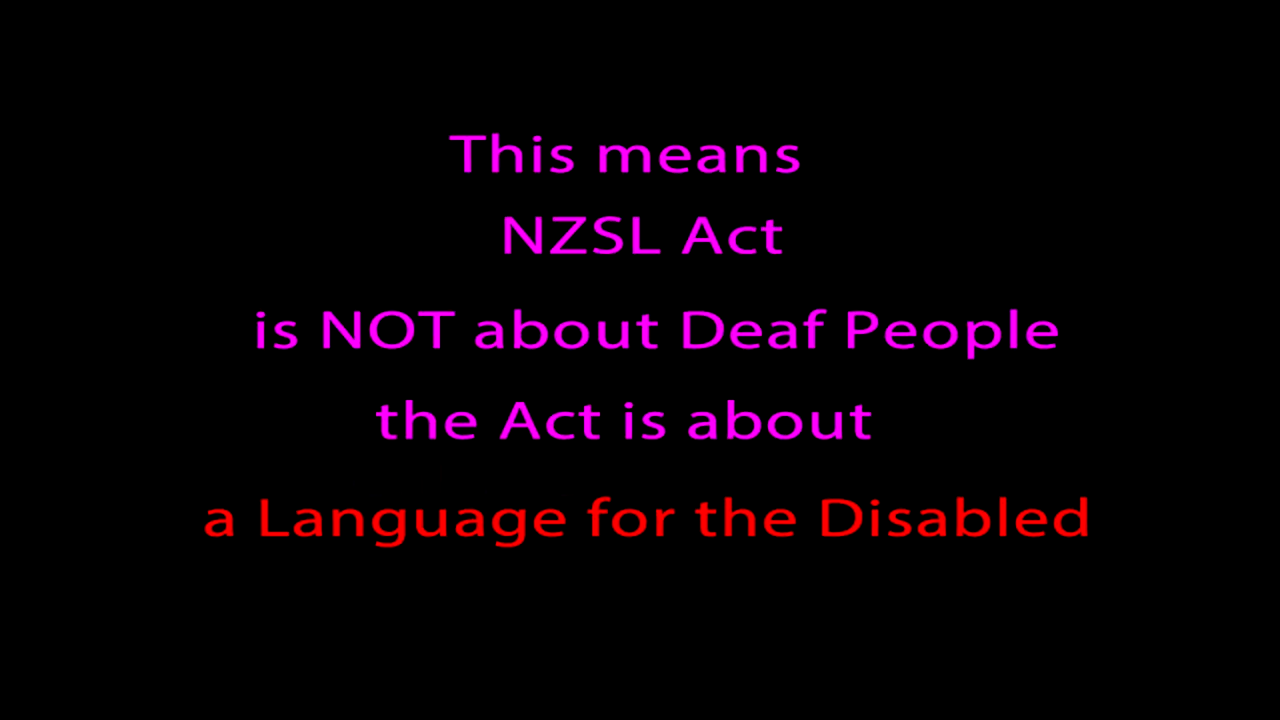 This means
NZSL Act
is NOT about Deaf People
the Act is about
a Language for the Disabled